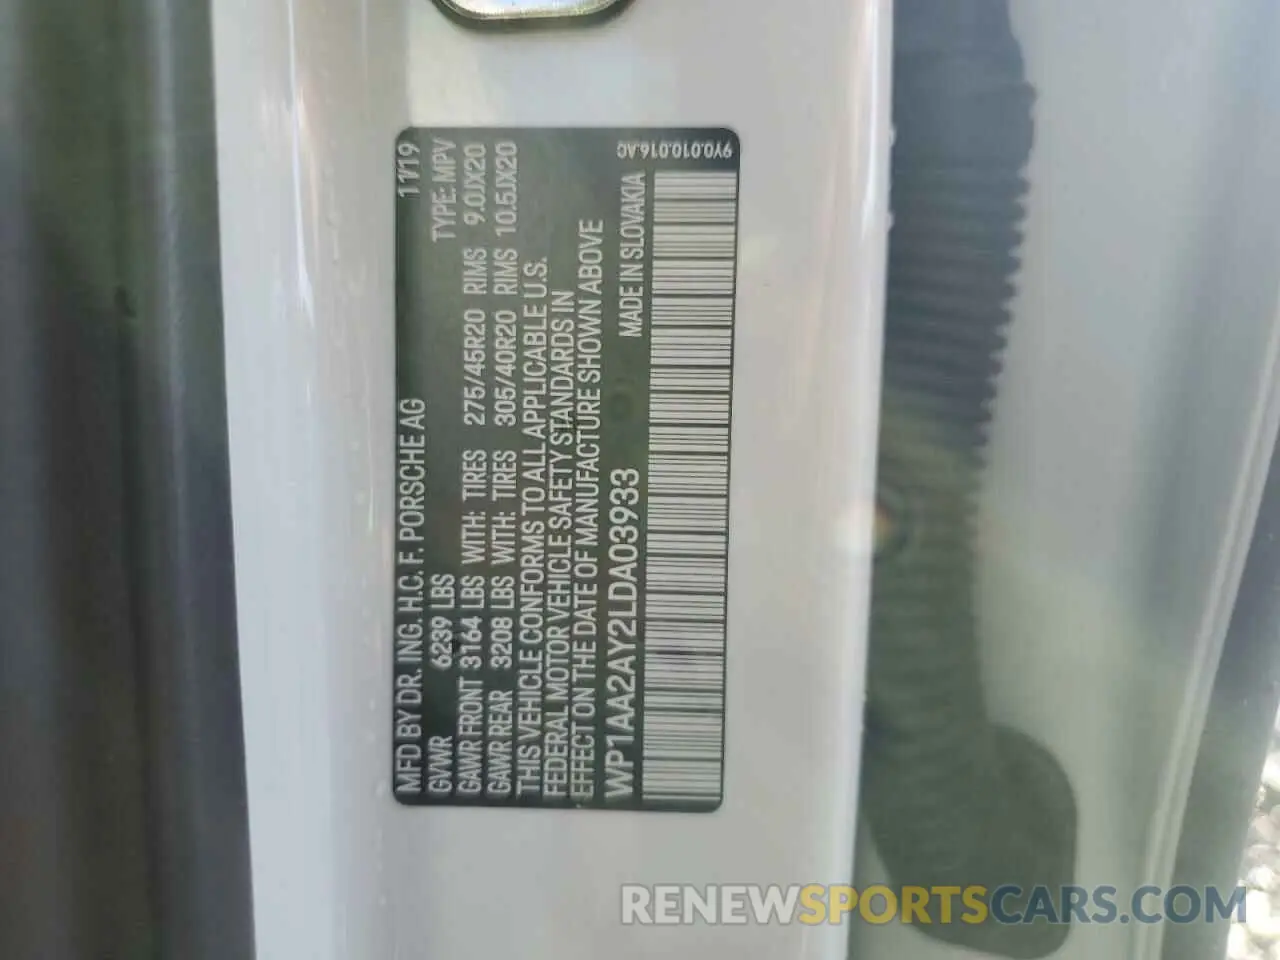 MFD BY DR. ING. H.C. F. PORSCHE AG 11/19
GVWR 6239 LBS TYPE: MPV
GAWR FRONT 3164 LBS WITH: TIRES 275/45R20 RIMS 9.0JX20
GAWR REAR 3208 LBS WITH: TIRES 305/40R20 RIMS 10.5JX20
THIS VEHICLE CONFORMS TO ALL APPLICABLE U.S.
FEDERAL MOTOR VEHICLE SAFETY STANDARDS IN
EFFECT ON THE DATE OF MANUFACTURE SHOWN ABOVE
WP1AA2AY2LDA03933 MADE IN SLOVAKIA
9Y0.010.016.AC
RENEWSPORTSCARS.COM